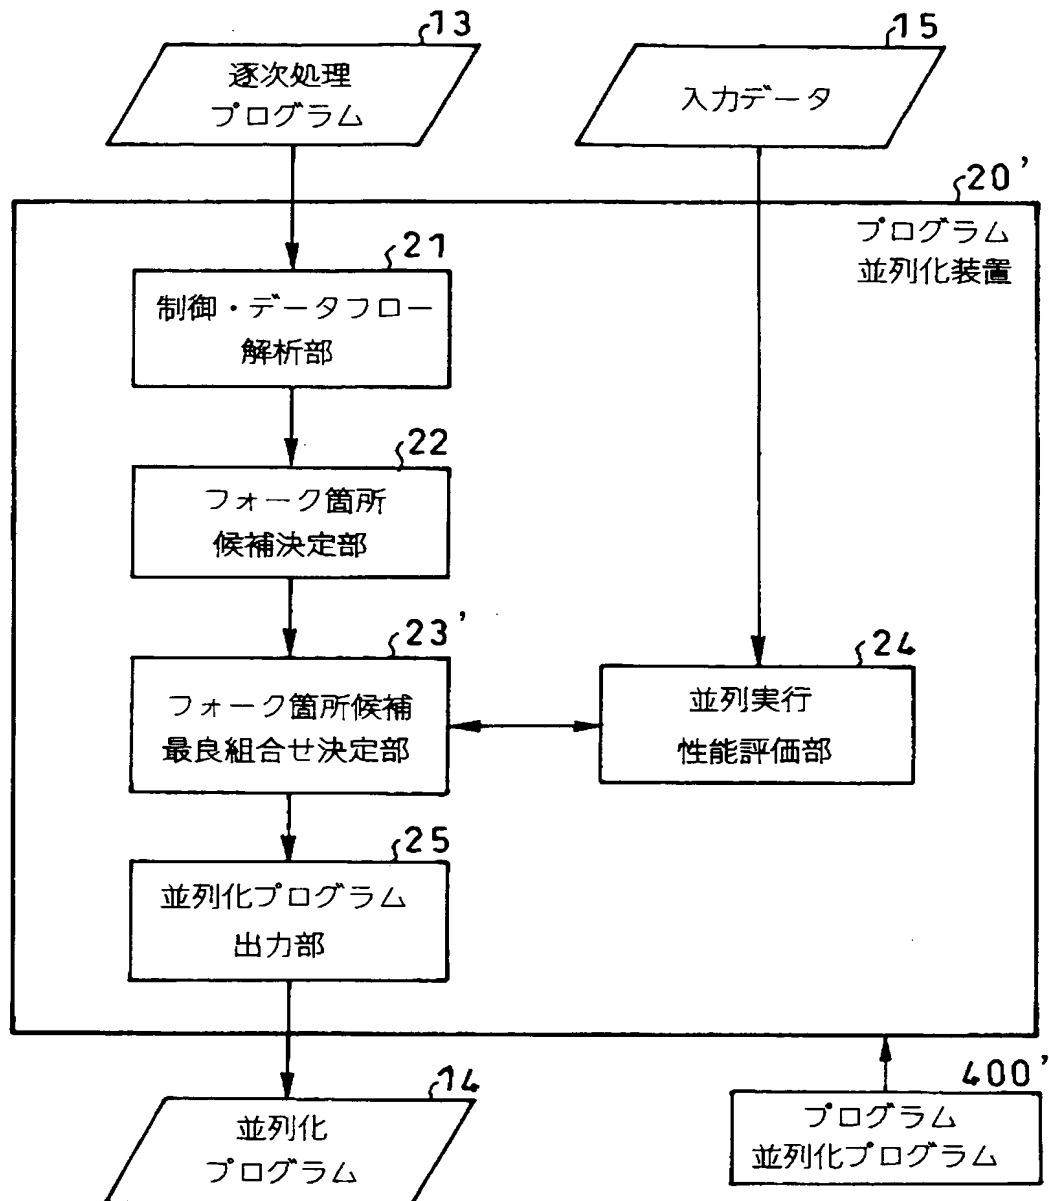 13
逐次処理
プログラム
15
入力データ
20'
プログラム
並列化装置
21
制御・データフロー
解析部
22
フォーク箇所
候補決定部
23'
フォーク箇所候補
最良組合せ決定部
24
並列実行
性能評価部
25
並列化プログラム
出力部
14
並列化
プログラム
400'
プログラム
並列化プログラム